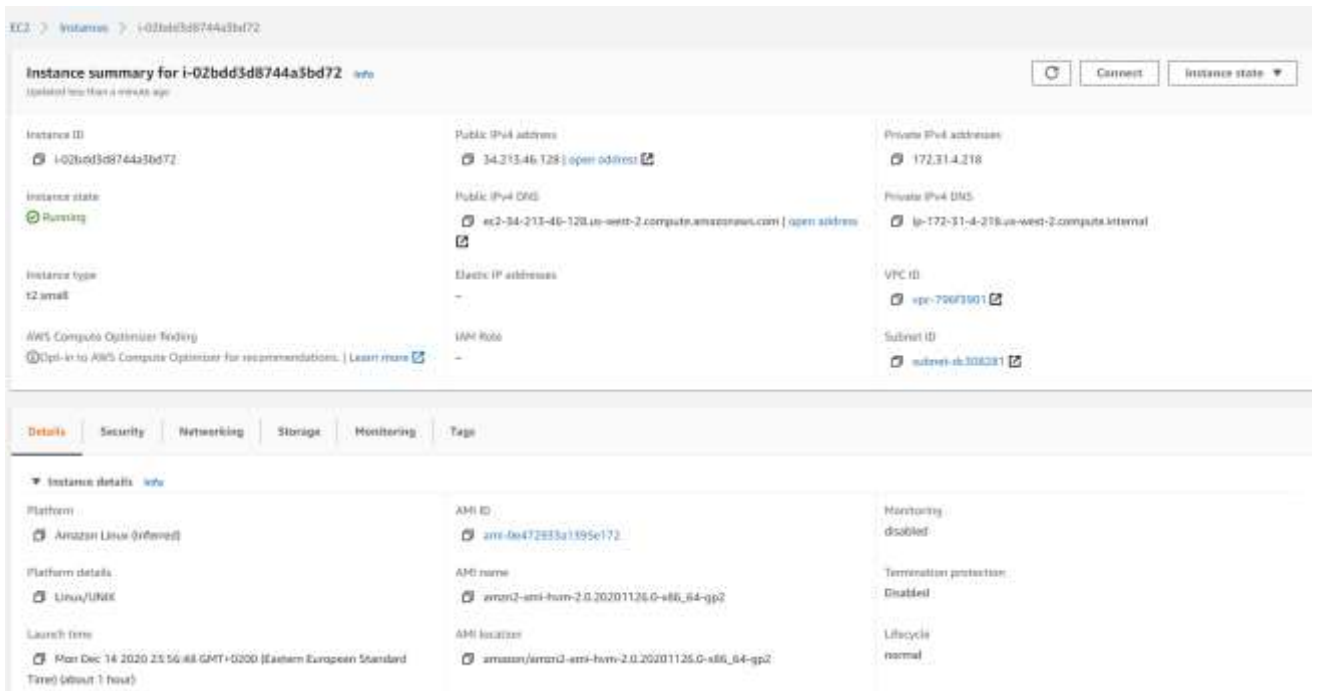 EC2 > Instances > i-02bdd3d8744a3bd72
Instance summary for i-02bdd3d8744a3bd72 Info
Updated less than a minute ago
Connect
Instance state
Instance ID
i-02bdd3d8744a3bd72
Public IPv4 address
34.213.46.128 | open address
Private IPv4 addresses
172.31.4.218
Instance state
Running
Public IPv4 DNS
ec2-34-213-46-128.us-west-2.compute.amazonaws.com | open address
Private IPv4 DNS
ip-172-31-4-218.us-west-2.compute.internal
Instance type
t2.small
Elastic IP addresses
–
VPC ID
vpc-796f3901
AWS Compute Optimizer finding
Opt-in to AWS Compute Optimizer for recommendations. | Learn more
IAM Role
–
Subnet ID
Details
Security
Networking
Storage
Monitoring
Tags
Instance details Info
Platform
Amazon Linux (Inferred)
AMI ID
ami-0e472933a1395e172
Monitoring
disabled
Platform details
Linux/UNIX
AMI name
amzn2-ami-hvm-2.0.20201126.0-x86_64-gp2
Termination protection
Disabled
Launch time
Mon Dec 14 2020 23:56:48 GMT+0200 (Eastern European Standard
Time) (about 1 hour)
AMI location
amazon/amzn2-ami-hvm-2.0.20201126.0-x86_64-gp2
Lifecycle
normal